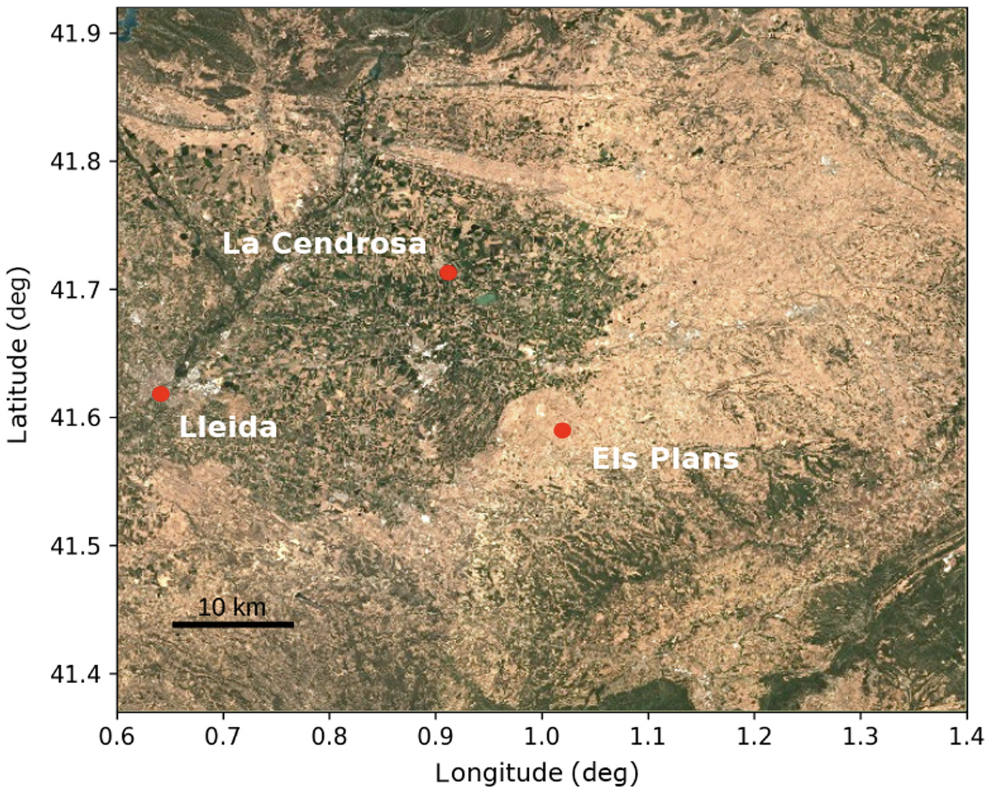 41.9
41.8
41.7
41.6
41.5
41.4
Latitude (deg)
La Cendrosa
Lleida
Els Plans
10 km
0.6 0.7 0.8 0.9 1.0 1.1 1.2 1.3 1.4
Longitude (deg)